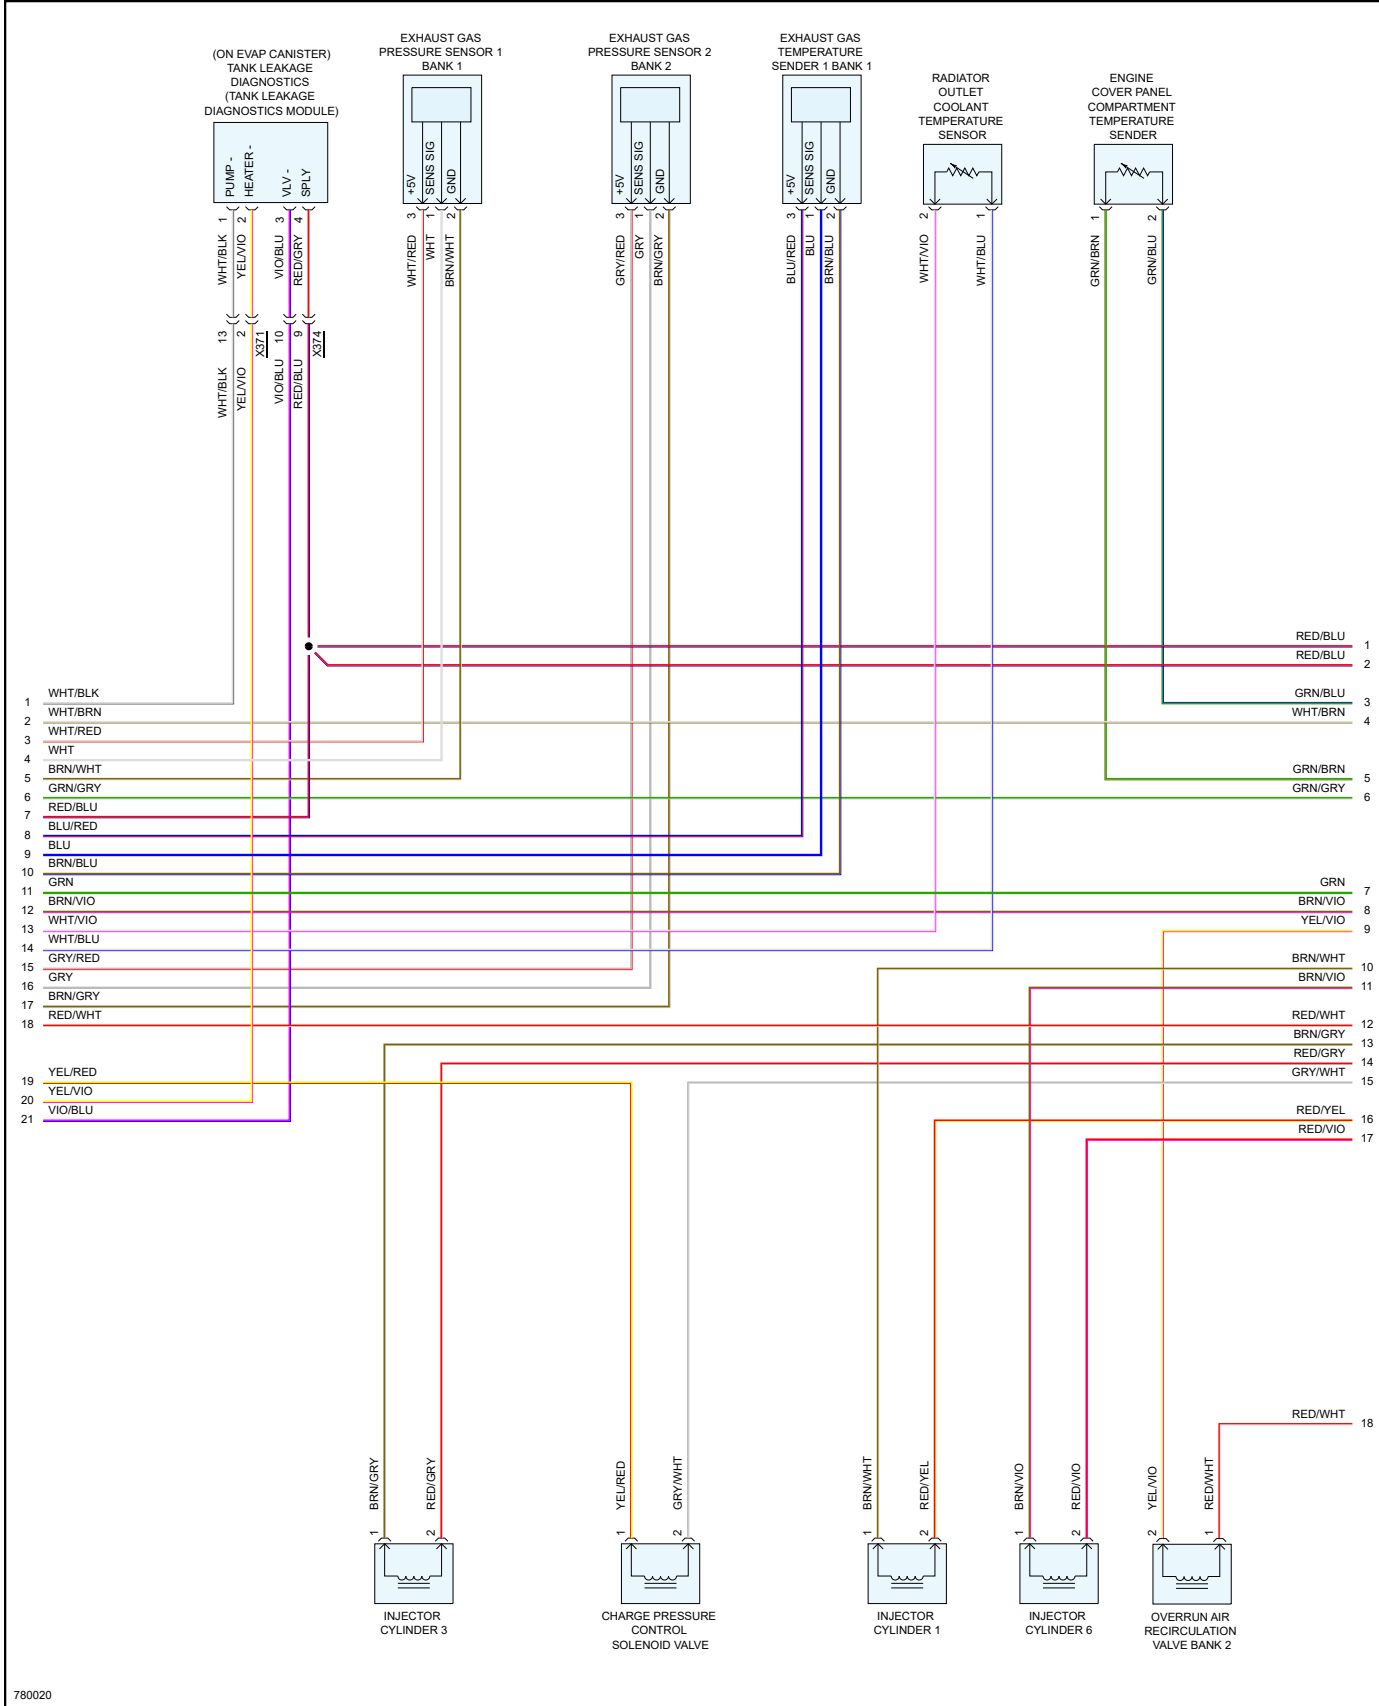 (ON EVAP CANISTER)
TANK LEAKAGE
DIAGNOSTICS
(TANK LEAKAGE
DIAGNOSTICS MODULE)
EXHAUST GAS
PRESSURE SENSOR 1
BANK 1
EXHAUST GAS
PRESSURE SENSOR 2
BANK 2
EXHAUST GAS
TEMPERATURE
SENDER 1 BANK 1
RADIATOR
OUTLET
COOLANT
TEMPERATURE
SENSOR
ENGINE
COVER PANEL
COMPARTMENT
TEMPERATURE
SENDER
PUMP -
HEATER -
VLV -
SPLY
+5V
SENS SIG
GND
+5V
SENS SIG
GND
+5V
SENS SIG
GND
1
2
3
4
3
1
2
3
1
2
3
1
2
2
1
1
2
WHT/BLK
YEL/VIO
VIO/BLU
RED/GRY
WHT/RED
WHT
BRN/WHT
GRY/RED
GRY
BRN/GRY
BLU/RED
BLU
BRN/BLU
WHT/VIO
WHT/BLU
GRN/BRN
GRN/BLU
13
2
X371
10
9
X374
WHT/BLK
YEL/VIO
VIO/BLU
RED/BLU
RED/BLU 1
RED/BLU 2
1 WHT/BLK
GRN/BLU 3
2 WHT/BRN
WHT/BRN 4
3 WHT/RED
4 WHT
5 BRN/WHT
GRN/BRN 5
6 GRN/GRY
GRN/GRY 6
7 RED/BLU
8 BLU/RED
9 BLU
10 BRN/BLU
11 GRN
GRN 7
12 BRN/VIO
BRN/VIO 8
13 WHT/VIO
YEL/VIO 9
14 WHT/BLU
15 GRY/RED
BRN/WHT 10
16 GRY
BRN/VIO 11
17 BRN/GRY
18 RED/WHT
RED/WHT 12
BRN/GRY 13
RED/GRY 14
19 YEL/RED
GRY/WHT 15
20 YEL/VIO
21 VIO/BLU
RED/YEL 16
RED/VIO 17
RED/WHT 18
BRN/GRY
RED/GRY
YEL/RED
GRY/WHT
BRN/WHT
RED/YEL
BRN/VIO
RED/VIO
YEL/VIO
RED/WHT
1
2
1
2
1
2
1
2
2
1
INJECTOR
CYLINDER 3
CHARGE PRESSURE
CONTROL
SOLENOID VALVE
INJECTOR
CYLINDER 1
INJECTOR
CYLINDER 6
OVERRUN AIR
RECIRCULATION
VALVE BANK 2
780020